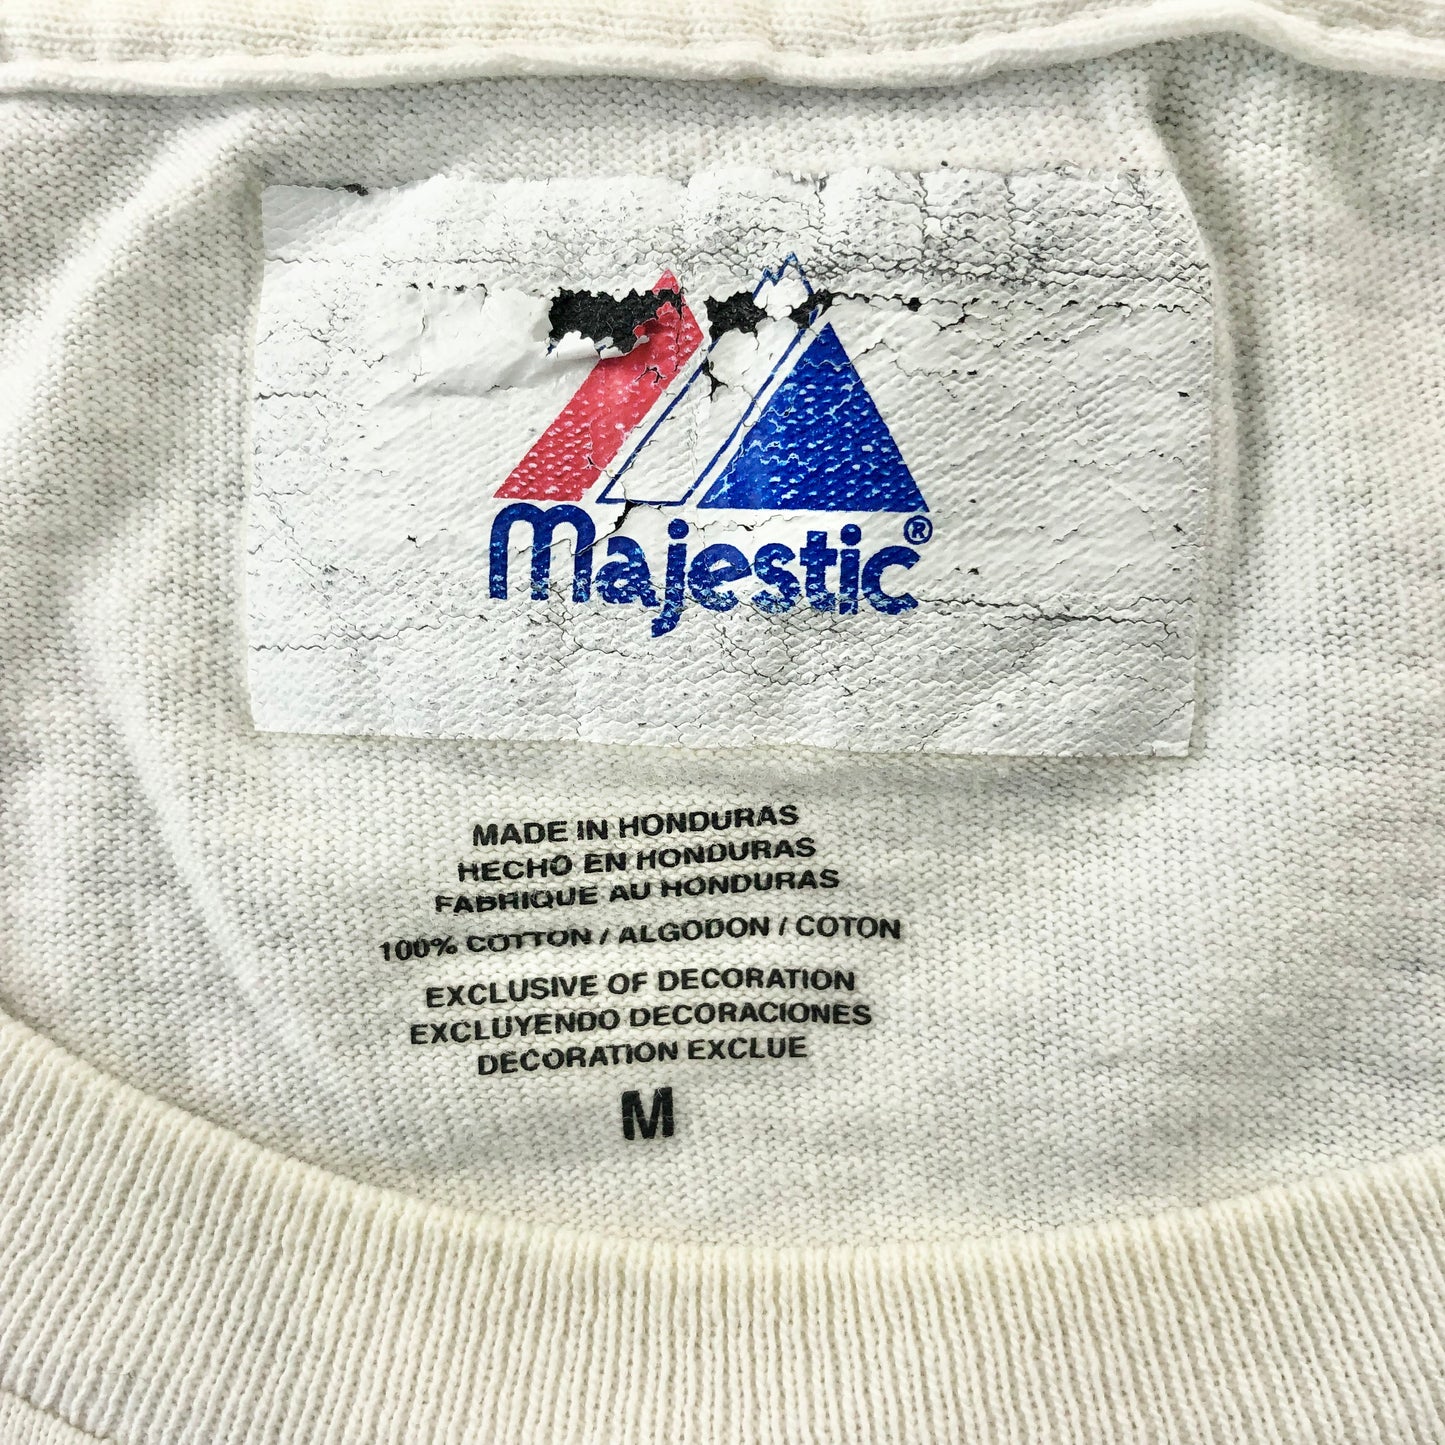 majestic®
MADE IN HONDURAS
HECHO EN HONDURAS
FABRIQUE AU HONDURAS
100% COTTON / ALGODON / COTON
EXCLUSIVE OF DECORATION
EXCLUYENDO DECORACIONES
DECORATION EXCLUE
M